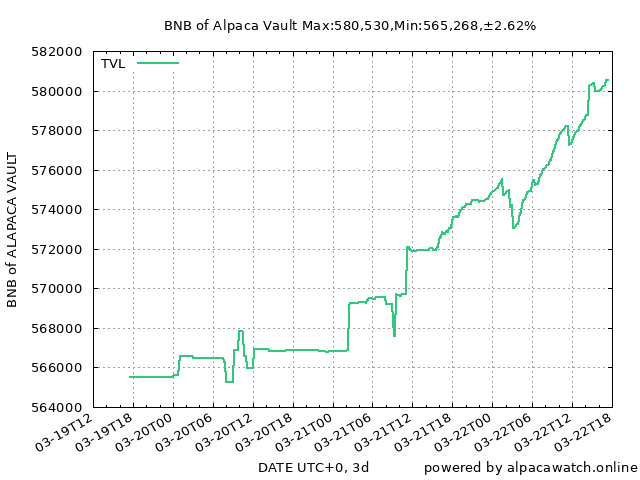 BNB of Alpaca Vault Max:580,530,Min:565,268,±2.62%
TVL
582000
580000
578000
576000
574000
572000
570000
568000
566000
564000
BNB of ALAPACA VAULT
03-19T12
03-19T18
03-20T00
03-20T06
03-20T12
03-20T18
03-21T00
03-21T06
03-21T12
03-21T18
03-22T00
03-22T06
03-22T12
03-22T18
DATE UTC+0, 3d
powered by alpacawatch.online